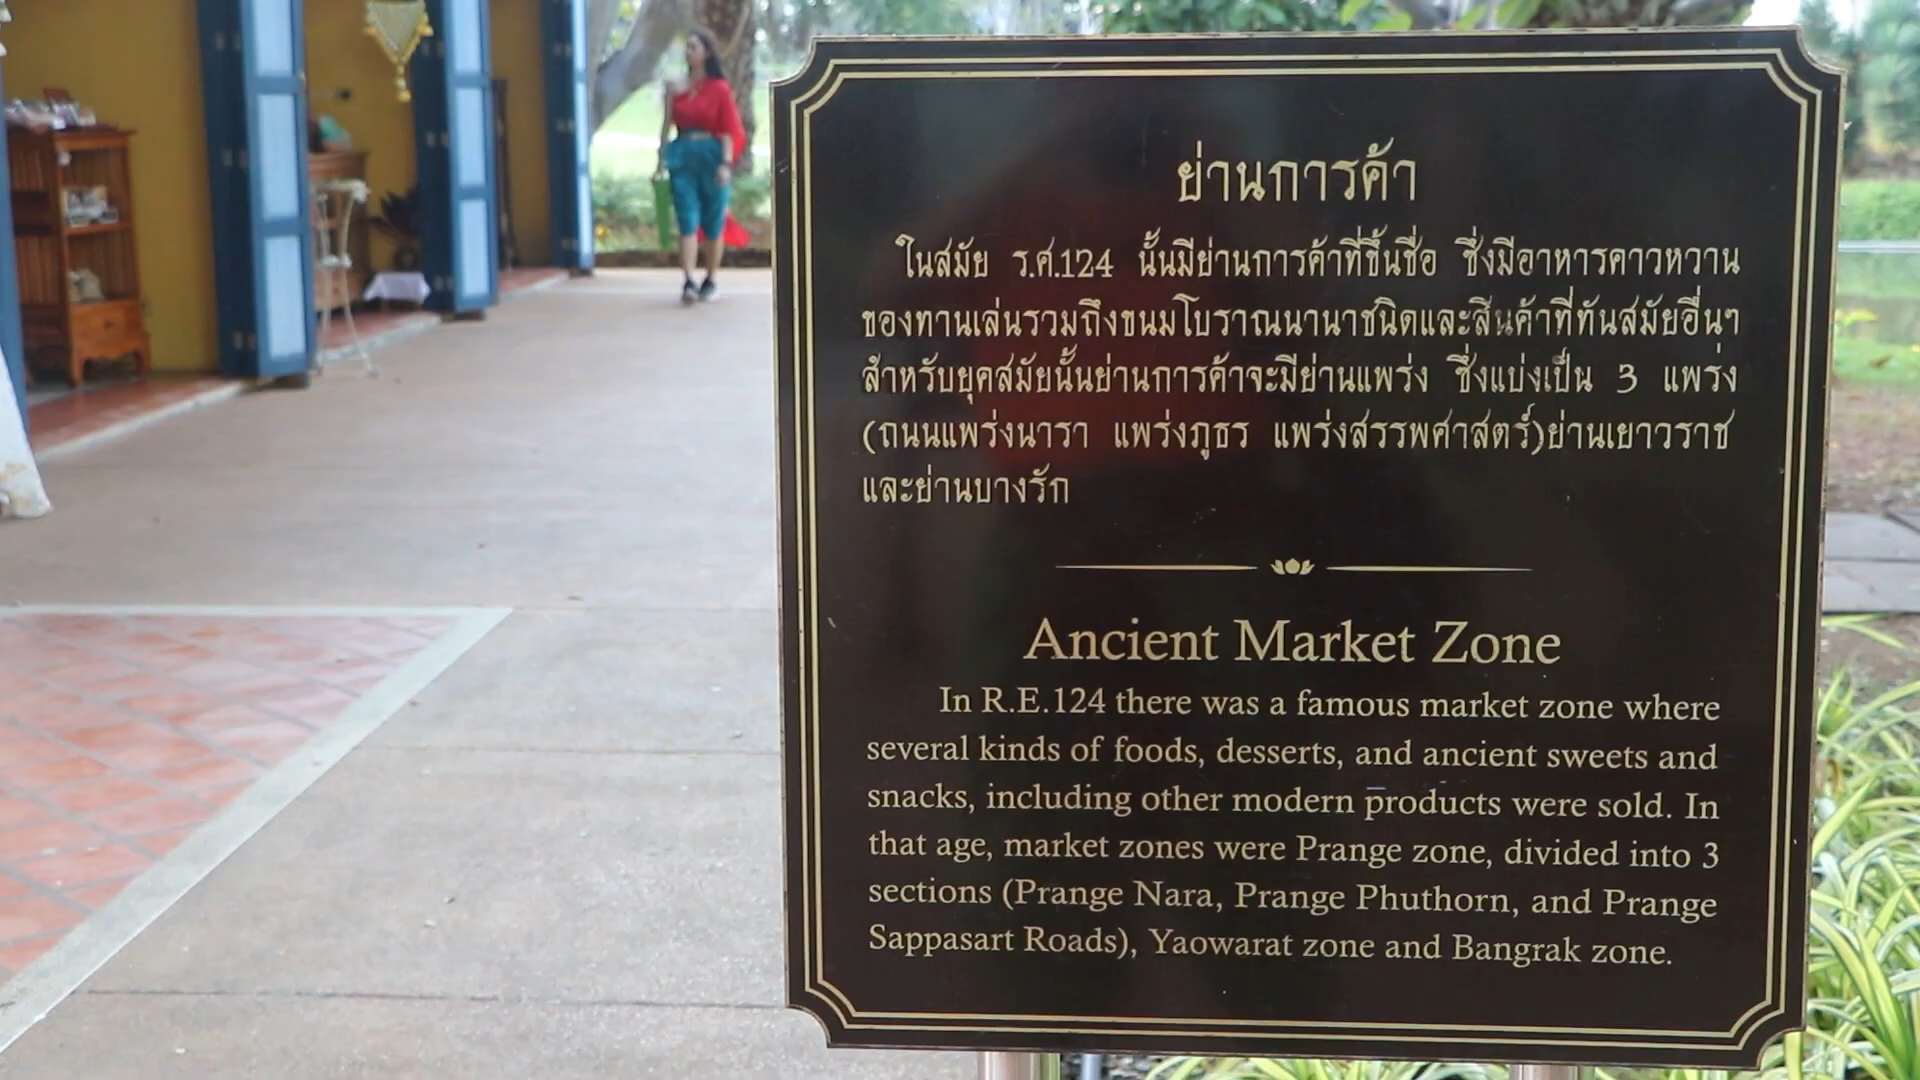 ย่านการค้า
ในสมัย ร.ศ.124 นั้นมีย่านการค้าที่ขึ้นชื่อ ซึ่งมีอาหารคาวหวาน
ของทานเล่นรวมถึงขนมโบราณนานาชนิดและสินค้าที่ทันสมัยอื่นๆ
สำหรับยุคสมัยนั้นย่านการค้าจะมีย่านแพร่ง ซึ่งแบ่งเป็น 3 แพร่ง
(ถนนแพร่งนารา แพร่งภูธร แพร่งสรรพศาสตร์)ย่านเยาวราช
และย่านบางรัก
Ancient Market Zone
In R.E.124 there was a famous market zone where
several kinds of foods, desserts, and ancient sweets and
snacks, including other modern products were sold. In
that age, market zones were Prange zone, divided into 3
sections (Prange Nara, Prange Phuthorn, and Prange
Sappasart Roads), Yaowarat zone and Bangrak zone.